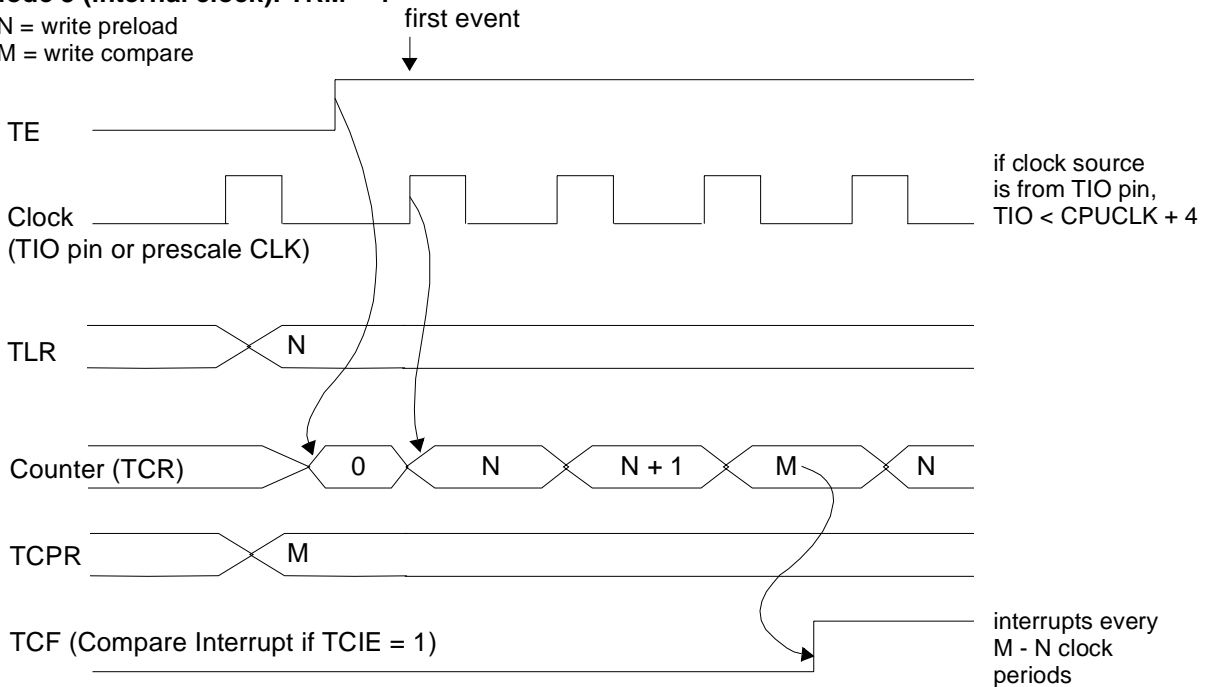 (internal clock):
N = write preload
M = write compare
first event
TE
Clock
(TIO pin or prescale CLK)
if clock source
is from TIO pin,
TIO < CPUCLK + 4
TLR
N
Counter (TCR)
0
N
N + 1
M
N
TCPR
M
TCF (Compare Interrupt if TCIE = 1)
interrupts every
M - N clock
periods